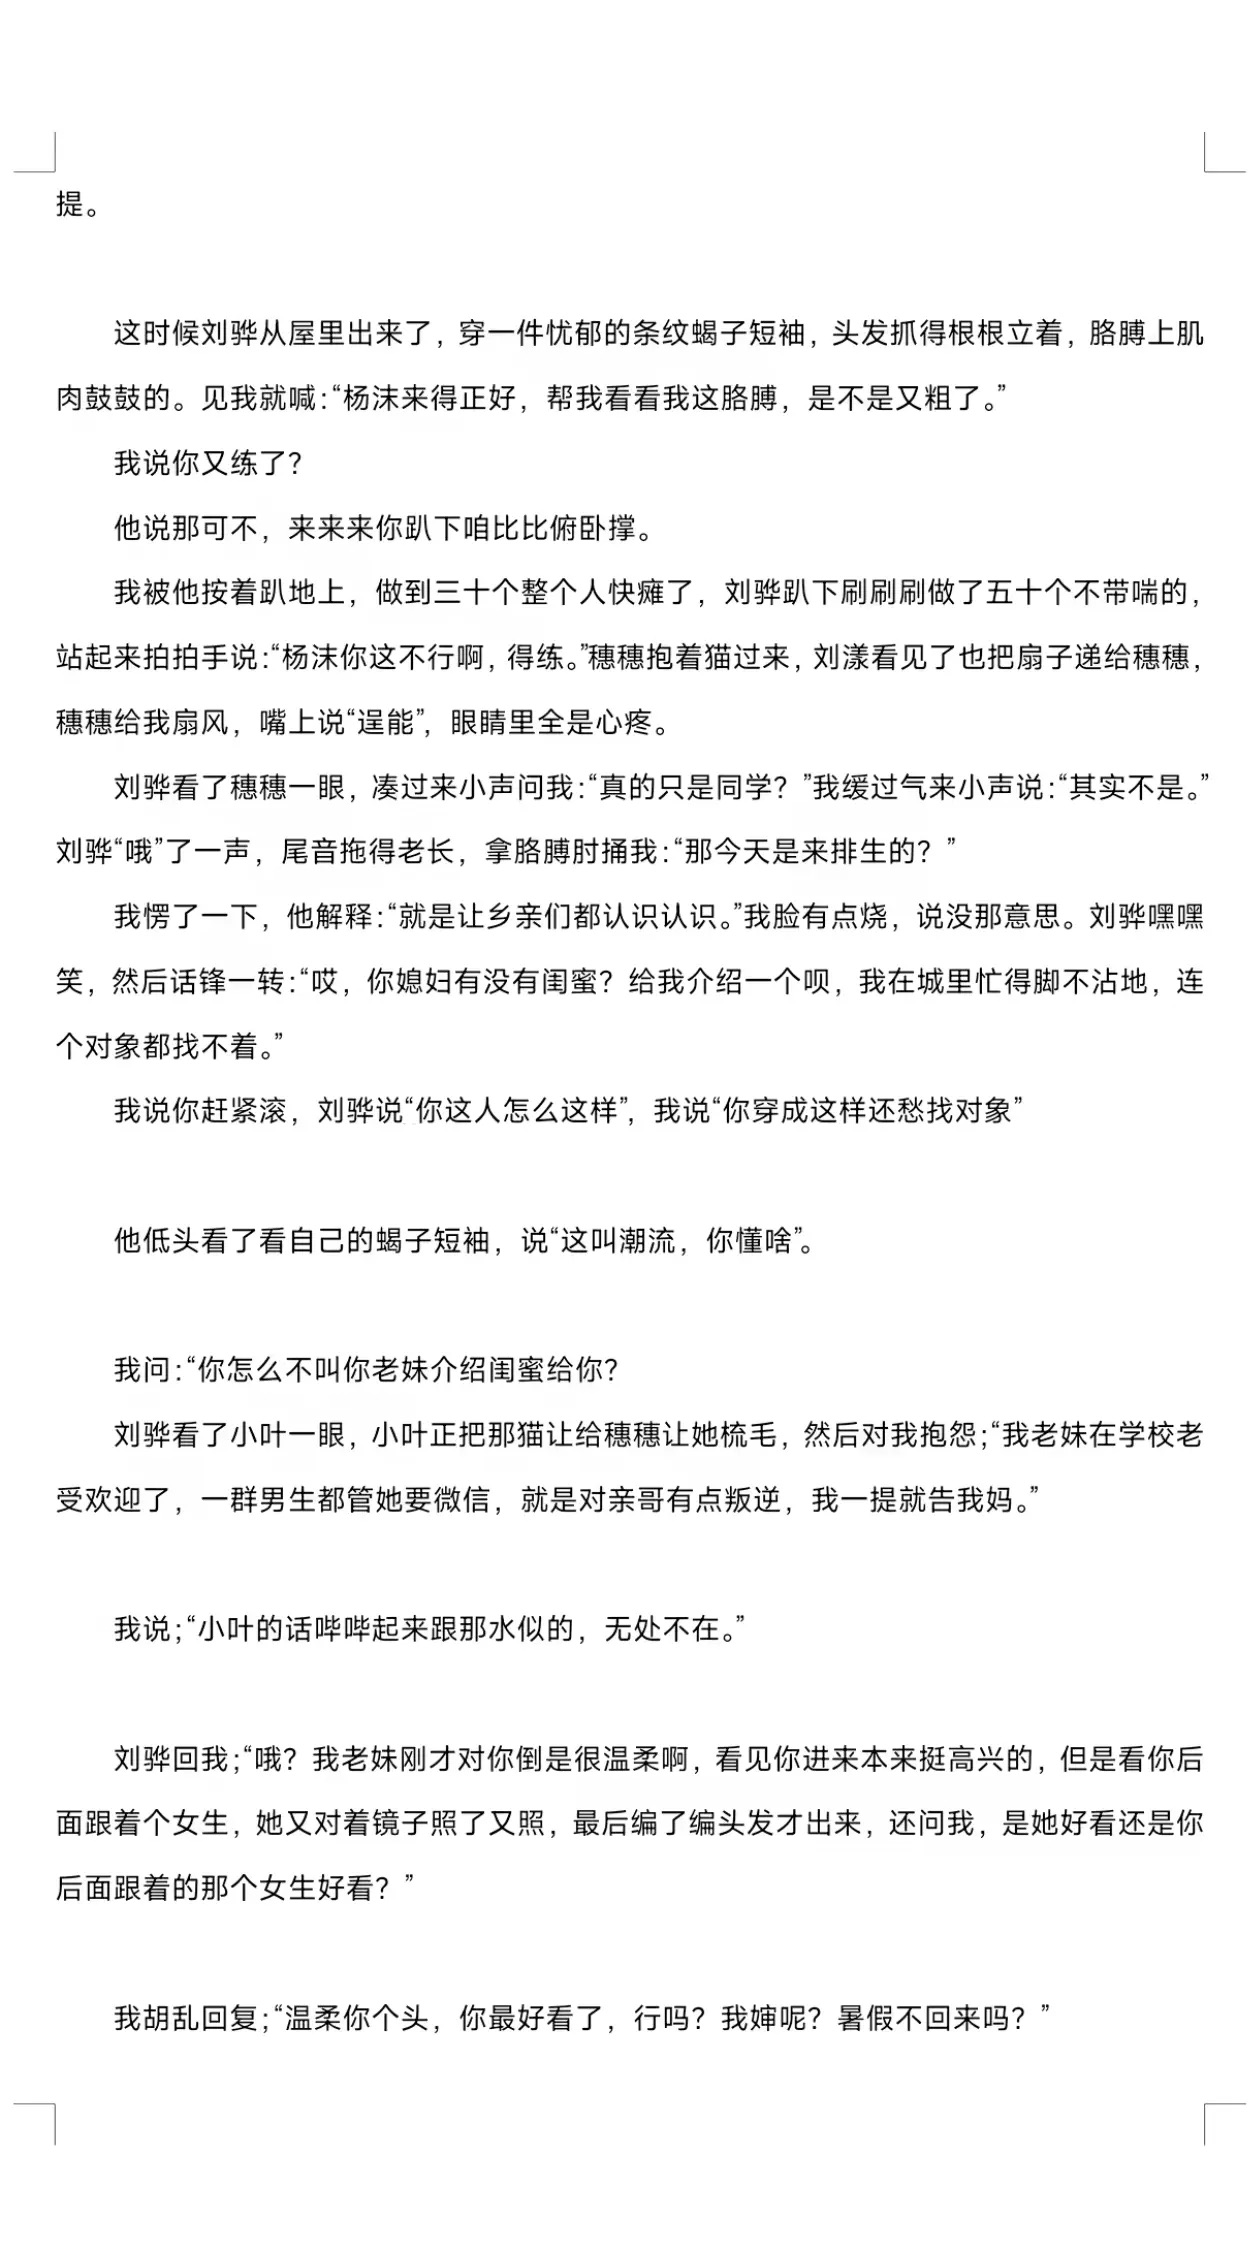 提。
这时候刘骅从屋里出来了，穿一件忧郁的条纹蝎子短袖，头发抓得根根立着，胳膊上肌
肉鼓鼓的。见我就喊：“杨沫来得正好，帮我看看我这胳膊，是不是又粗了。”
我说你又练了？
他说那可不，来来来你趴下咱比比俯卧撑。
我被他按着趴地上，做到三十个整个人快瘫了，刘骅趴下刷刷刷做了五十个不带喘的，
站起来拍拍手说：“杨沫你这不行啊，得练。”穗穗抱着猫过来，刘漾看见了也把扇子递给穗穗，
穗穗给我扇风，嘴上说“逞能”，眼睛里全是心疼。
刘骅看了穗穗一眼，凑过来小声问我：“真的只是同学？”我缓过气来小声说：“其实不是。”
刘骅“哦”了一声，尾音拖得老长，拿胳膊肘捅我：“那今天是来排生的？”
我愣了一下，他解释：“就是让乡亲们都认识认识。”我脸有点烧，说没那意思。刘骅嘿嘿
笑，然后话锋一转：“哎，你媳妇有没有闺蜜？给我介绍一个呗，我在城里忙得脚不沾地，连
个对象都找不着。”
我说你赶紧滚，刘骅说“你这人怎么这样”，我说“你穿成这样还愁找对象”
他低头看了看自己的蝎子短袖，说“这叫潮流，你懂啥”。
我问：“你怎么不叫你老妹介绍闺蜜给你？
刘骅看了小叶一眼，小叶正把那猫让给穗穗让她梳毛，然后对我抱怨；“我老妹在学校老
受欢迎了，一群男生都管她要微信，就是对亲哥有点叛逆，我一提就告我妈。”
我说；“小叶的话哔哔起来跟那水似的，无处不在。”
刘骅回我；“哦？我老妹刚才对你倒是很温柔啊，看见你进来本来挺高兴的，但是看你后
面跟着个女生，她又对着镜子照了又照，最后编了编头发才出来，还问我，是她好看还是你
后面跟着的那个女生好看？”
我胡乱回复；“温柔你个头，你最好看了，行吗？我婶呢？暑假不回来吗？”